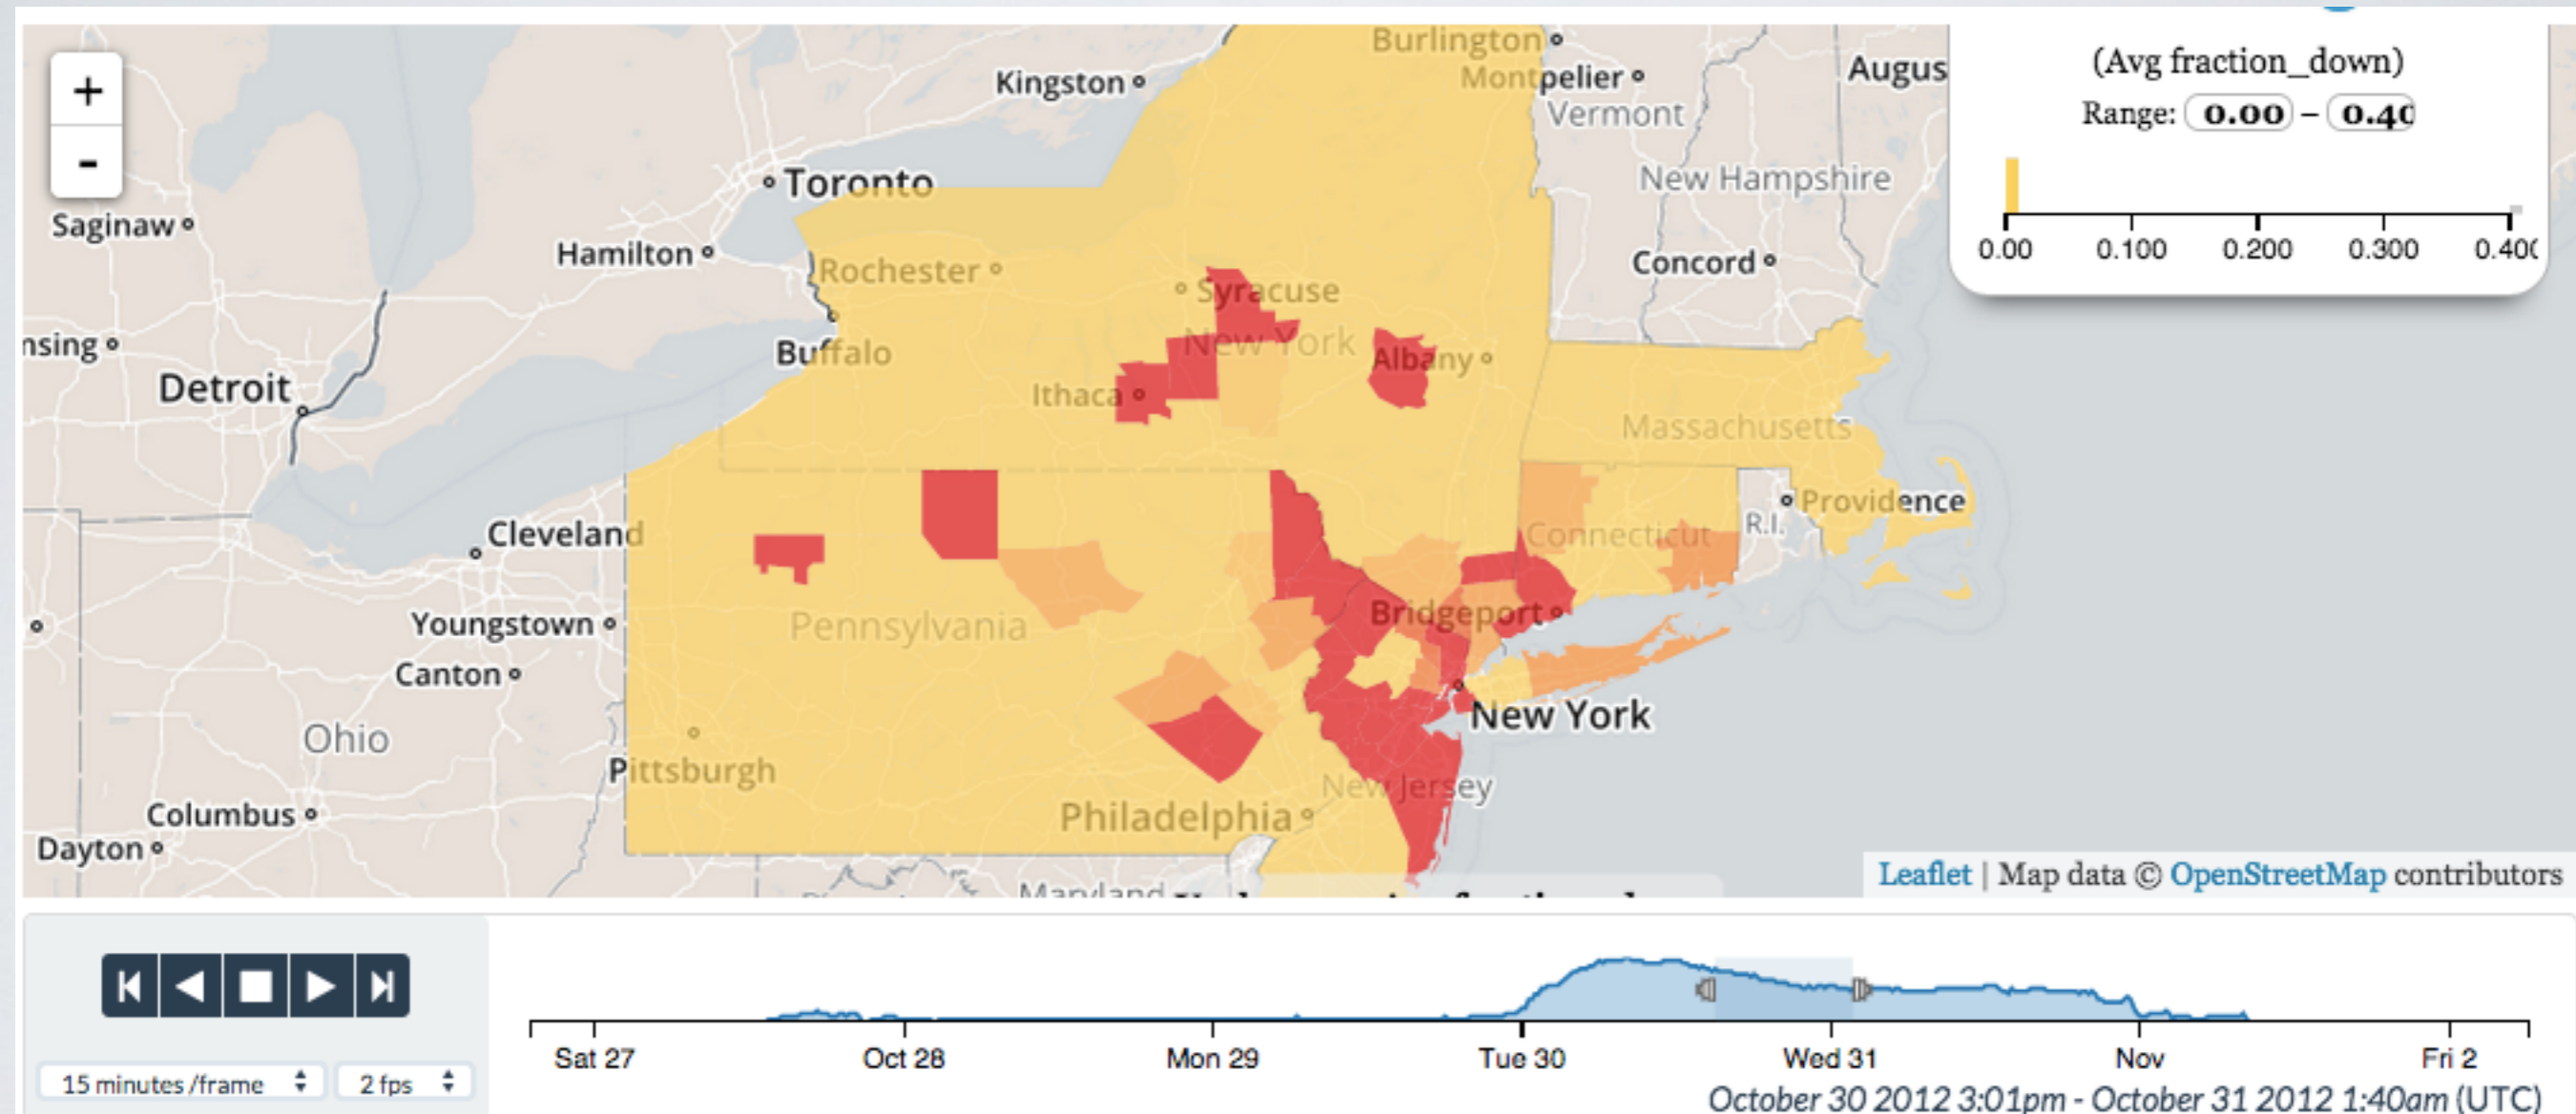 Burlington
Kingston
Montpelier
Augus
Vermont
(Avg fraction_down)
Range: 0.00 – 0.40
+
-
Toronto
New Hampshire
Saginaw
Hamilton
Rochester
Concord
0.00 0.100 0.200 0.300 0.400
Syracuse
New York
nsing
Buffalo
Albany
Detroit
Ithaca
Massachusetts
Providence
R.I.
Connecticut
Cleveland
Youngstown
Pennsylvania
Bridgeport
Canton
New York
Ohio
Pittsburgh
New Jersey
Columbus
Philadelphia
Dayton
Maryland
Leaflet | Map data © OpenStreetMap contributors
Sat 27 Oct 28 Mon 29 Tue 30 Wed 31 Nov Fri 2
15 minutes /frame 2 fps
October 30 2012 3:01pm - October 31 2012 1:40am (UTC)